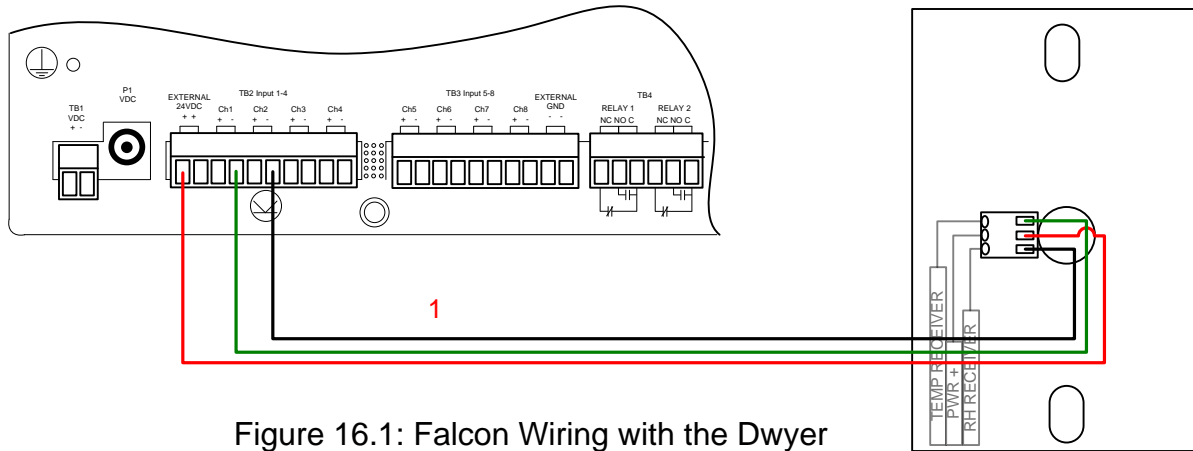 P1
VDC
TB1
VDC
+ -
EXTERNAL
24VDC
+ +
TB2 Input 1-4
Ch1 Ch2 Ch3 Ch4
+ - + - + - + -
TB3 Input 5-8
Ch5 Ch6 Ch7 Ch8
+ - + - + - + -
EXTERNAL
GND
- -
TB4
RELAY 1 RELAY 2
NC NO C NC NO C
1
TEMP RECEIVER
PWR +
RH RECEIVER
Figure 16.1: Falcon Wiring with the Dwyer